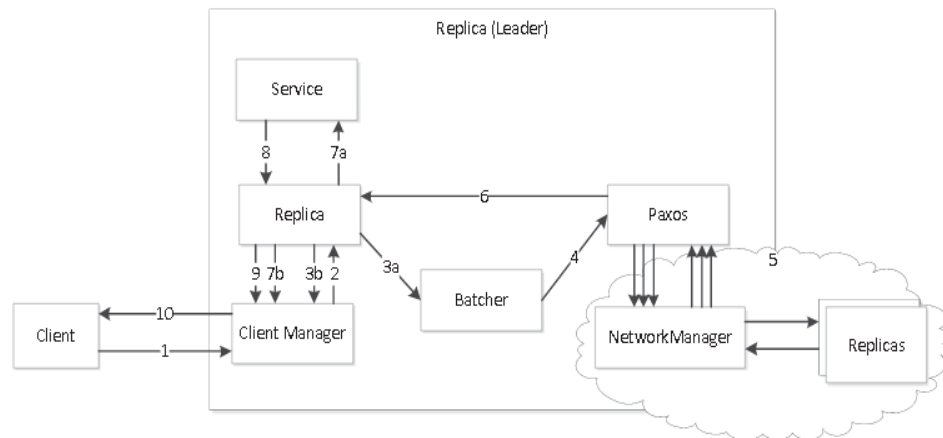 Replica (Leader)
Service
8
7a
6
Replica
Paxos
9
7b
3b
2
3a
4
5
Batcher
10
Client
1
Client Manager
NetworkManager
Replicas